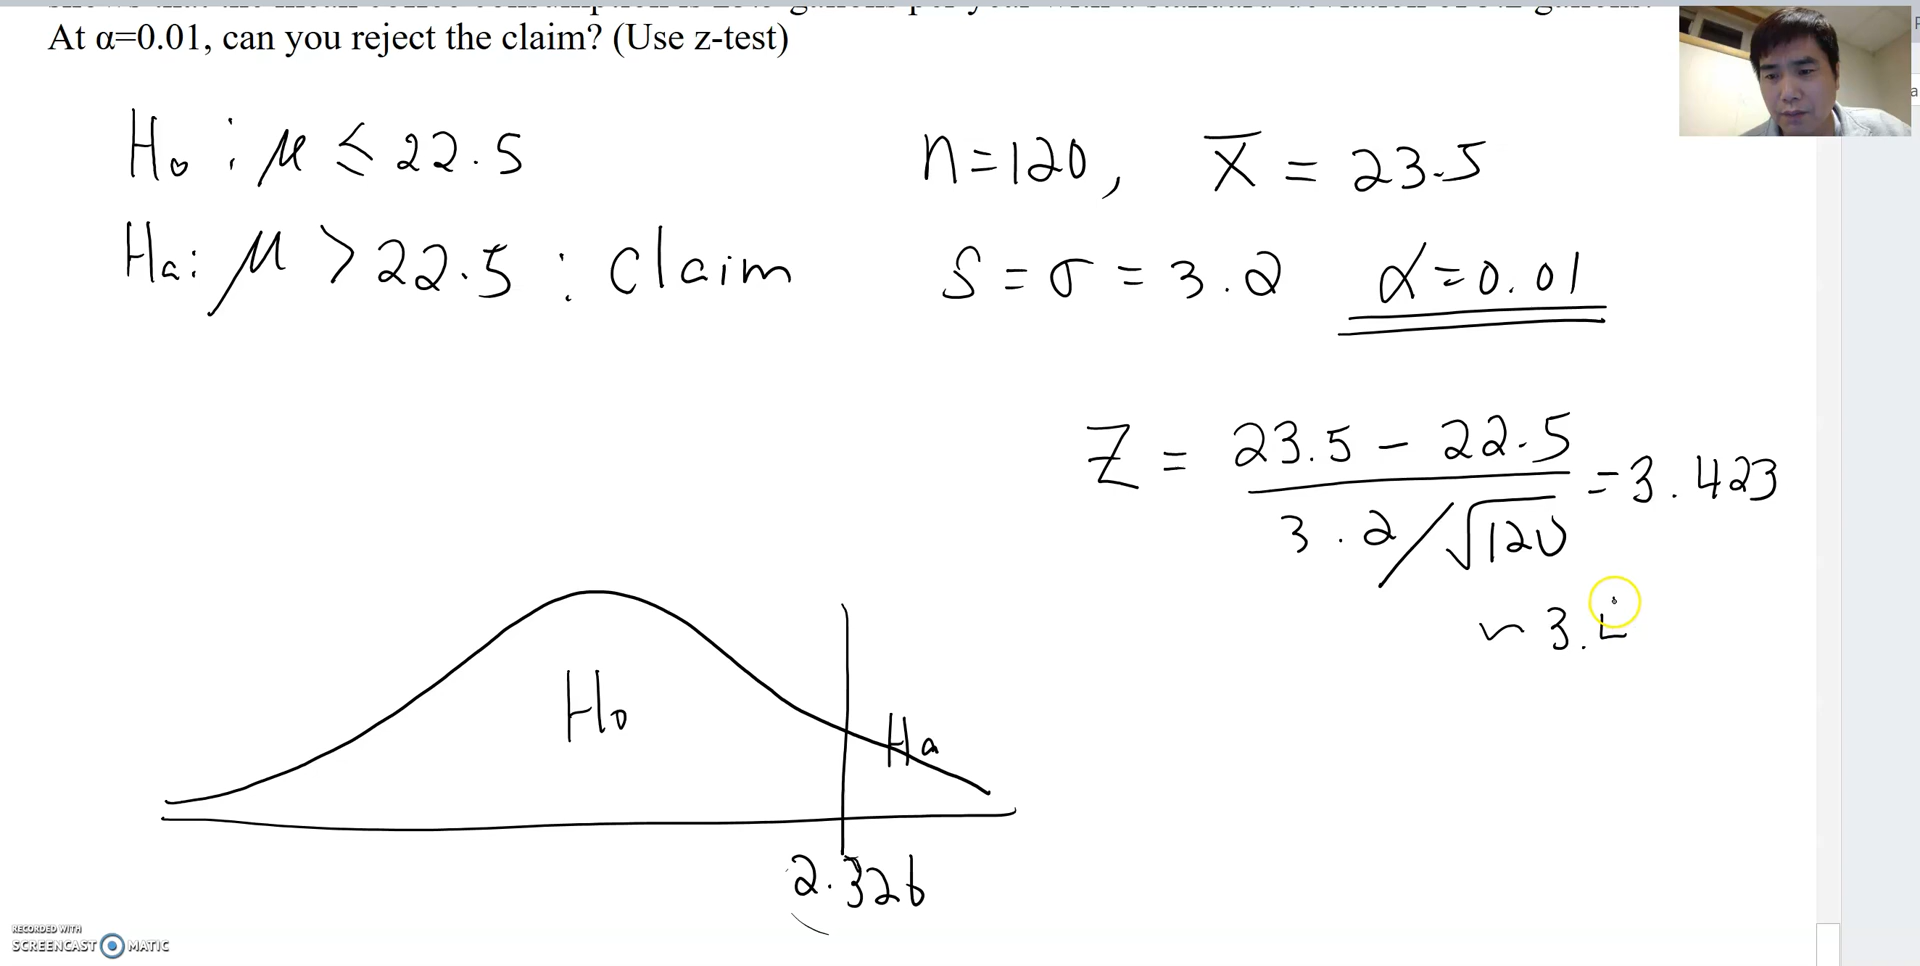 At α=0.01, can you reject the claim? (Use z-test)
H₀ : μ ≤ 22.5
n=120, x̄ = 23.5
Ha: μ > 22.5 : Claim
S = σ = 3.2 α=0.01
Z = (23.5 - 22.5) / (3.2/√120) = 3.423
~ 3.
H₀
Ha
2.326
RECORDED WITH
SCREENCAST MATIC